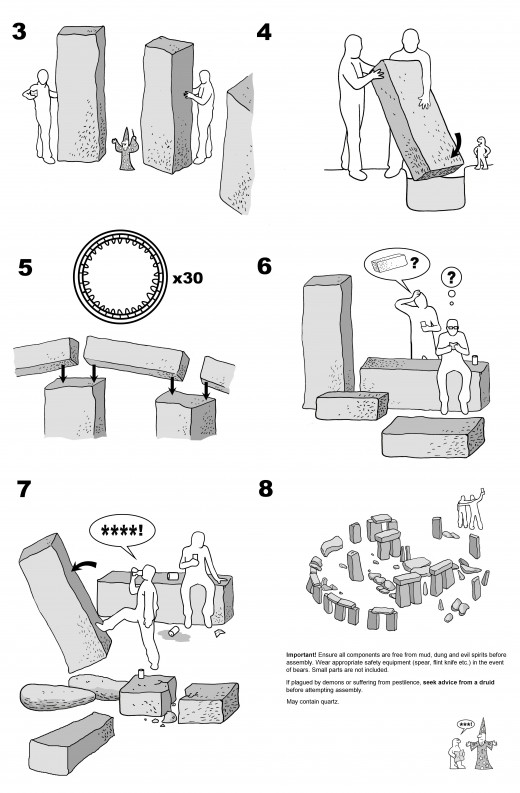 3
4
5
x30
6
?
?
7
****!
8
Important! Ensure all components are free from mud, dung and evil spirits before
assembly. Wear appropriate safety equipment (spear, flint knife etc.) in the event
of bears. Small parts are not included.
If plagued by demons or suffering from pestilence, seek advice from a druid
before attempting assembly.
May contain quartz.
***!